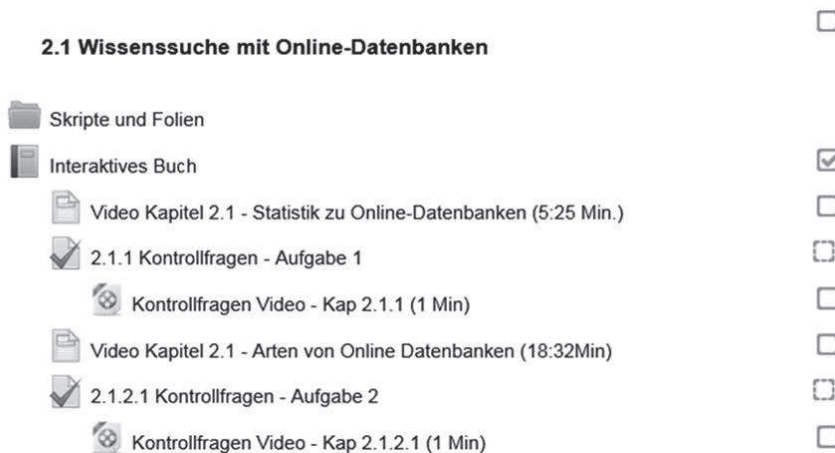 2.1 Wissenssuche mit Online-Datenbanken
Skripte und Folien
Interaktives Buch
Video Kapitel 2.1 - Statistik zu Online-Datenbanken (5:25 Min.)
2.1.1 Kontrollfragen - Aufgabe 1
Kontrollfragen Video - Kap 2.1.1 (1 Min)
Video Kapitel 2.1 - Arten von Online Datenbanken (18:32Min)
2.1.2.1 Kontrollfragen - Aufgabe 2
Kontrollfragen Video - Kap 2.1.2.1 (1 Min)